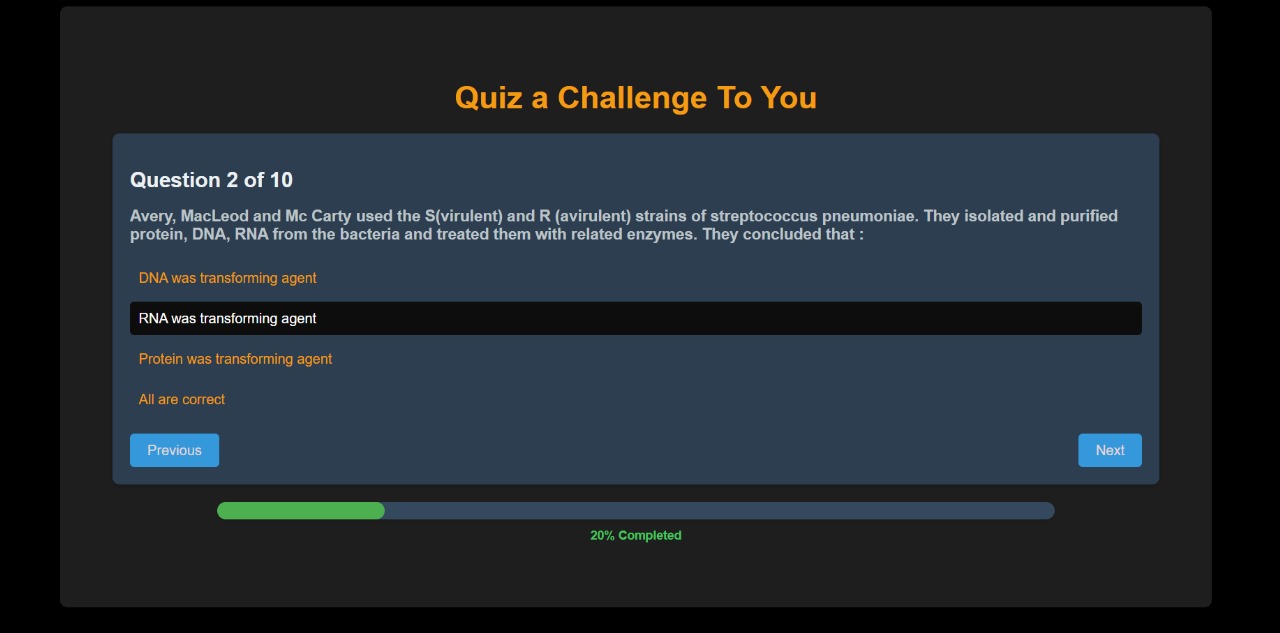 Quiz a Challenge To You
Question 2 of 10
Avery, MacLeod and Mc Carty used the S(virulent) and R (avirulent) strains of streptococcus pneumoniae. They isolated and purified
protein, DNA, RNA from the bacteria and treated them with related enzymes. They concluded that :
DNA was transforming agent
RNA was transforming agent
Protein was transforming agent
All are correct
Previous
Next
20% Completed